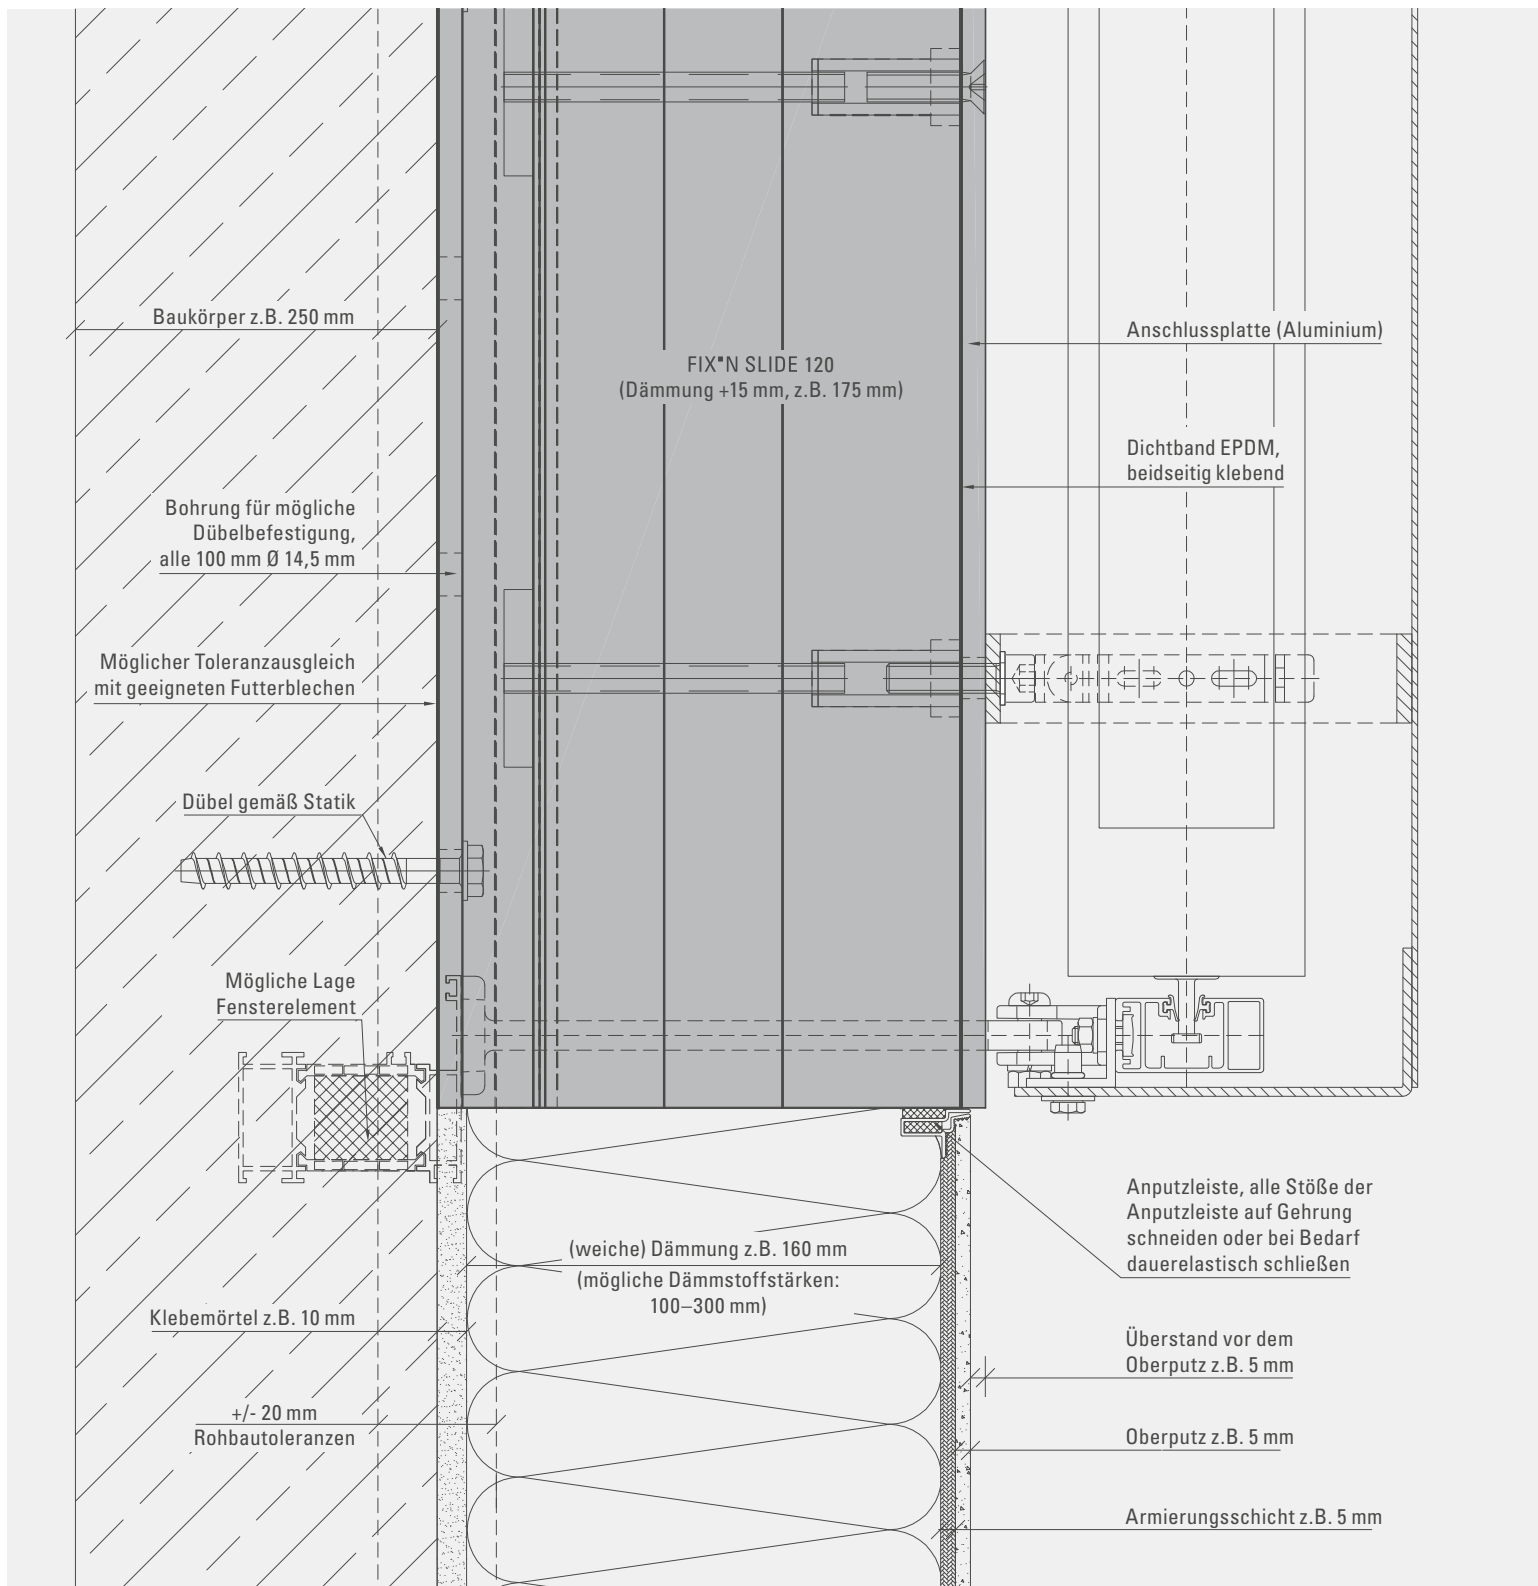 Baukörper z.B. 250 mm
Anschlussplatte (Aluminium)
FIX▪N SLIDE 120
(Dämmung +15 mm, z.B. 175 mm)
Dichtband EPDM,
beidseitig klebend
Bohrung für mögliche
Dübelbefestigung,
alle 100 mm Ø 14,5 mm
Möglicher Toleranzausgleich
mit geeigneten Futterblechen
Dübel gemäß Statik
Mögliche Lage
Fensterelement
Anputzleiste, alle Stöße der
Anputzleiste auf Gehrung
schneiden oder bei Bedarf
dauerelastisch schließen
(weiche) Dämmung z.B. 160 mm
(mögliche Dämmstoffstärken:
100–300 mm)
Klebemörtel z.B. 10 mm
Überstand vor dem
Oberputz z.B. 5 mm
+/- 20 mm
Rohbautoleranzen
Oberputz z.B. 5 mm
Armierungsschicht z.B. 5 mm